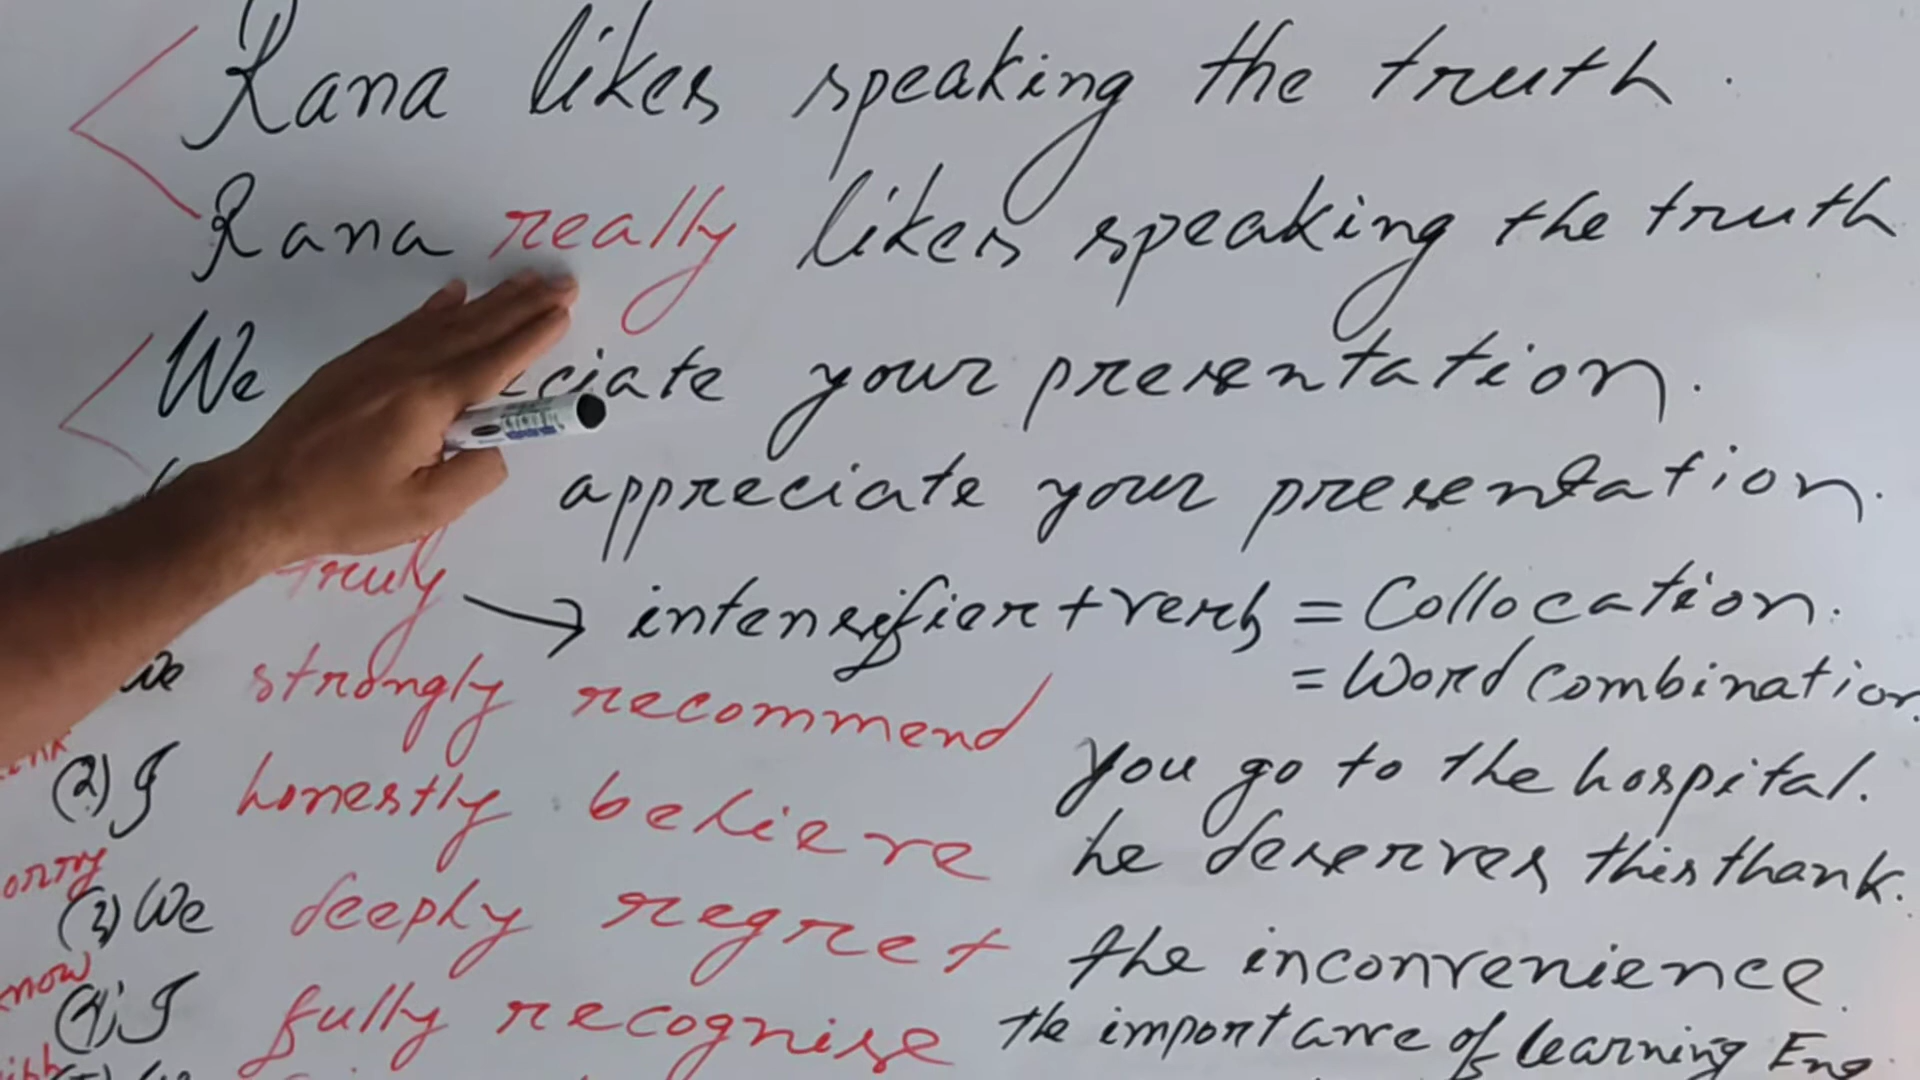 Rana likes speaking the truth.
Rana really likes speaking the truth
We ciate your presentation.
appreciate your presentation.
truly → intensifier + verb = Collocation.
= Word combination.
We strongly recommend you go to the hospital.
(2) I honestly believe he deserves this thank.
(3) We deeply regret the inconvenience.
(4) I fully recognise the importance of learning Eng